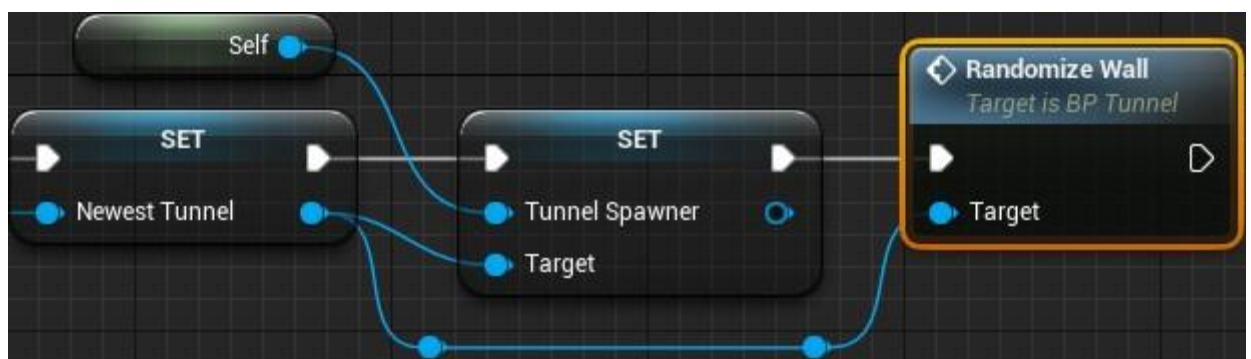 Self
SET
Newest Tunnel
SET
Tunnel Spawner
Target
Randomize Wall
Target is BP Tunnel
Target